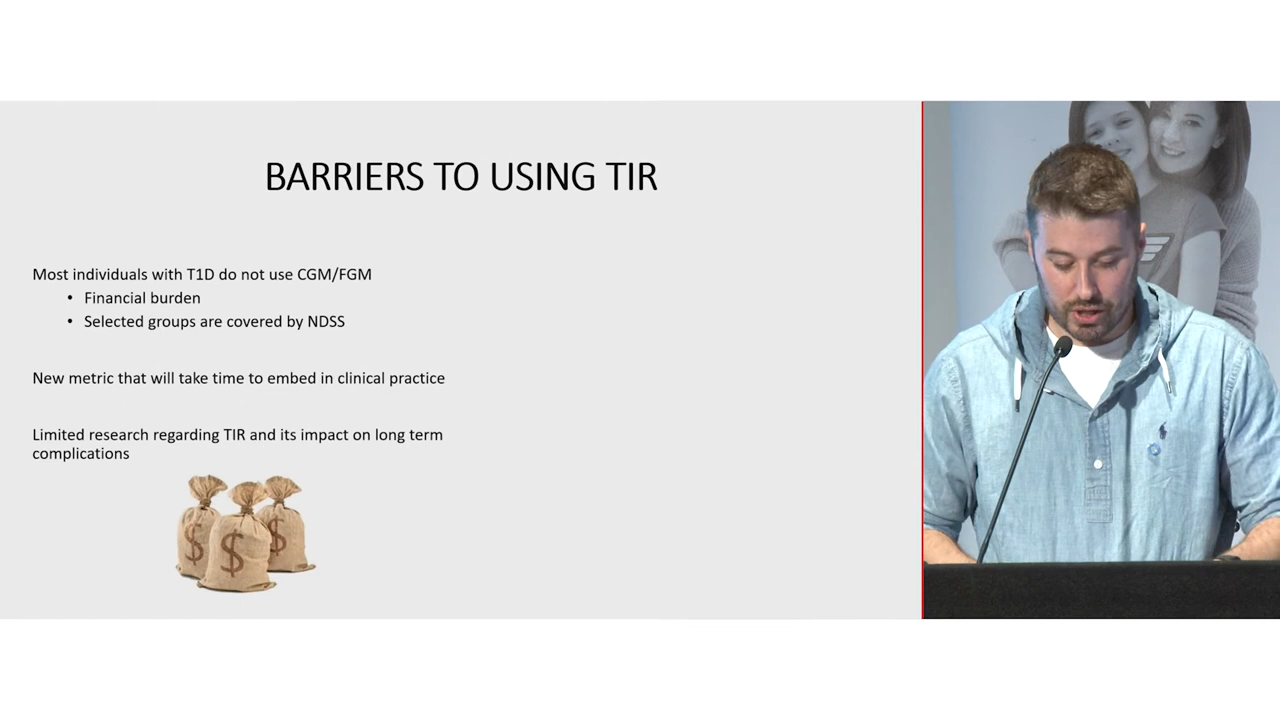 BARRIERS TO USING TIR
Most individuals with T1D do not use CGM/FGM
• Financial burden
• Selected groups are covered by NDSS
New metric that will take time to embed in clinical practice
Limited research regarding TIR and its impact on long term
complications
$ $ $